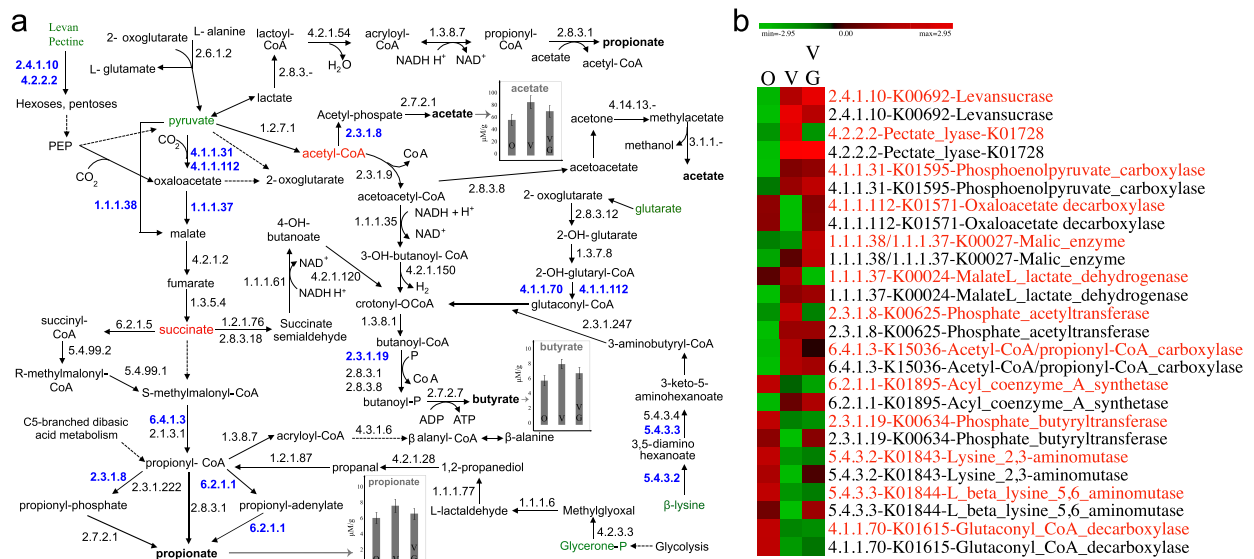 a
Levan
Pectine
2.4.1.10
4.2.2.2
Hexoses, pentoses
PEP
2- oxoglutarate
L- alanine
2.6.1.2
L- glutamate
pyruvate
CO2
CO2
4.1.1.31
4.1.1.112
oxaloacetate
2-oxoglutarate
1.1.1.38
1.1.1.37
malate
4.2.1.2
fumarate
1.3.5.4
succinate
succinyl-
CoA
6.2.1.5
5.4.99.2
R-methylmalonyl-
CoA
5.4.99.1
S-methylmalonyl-CoA
1.2.1.76
2.8.3.18
Succinate
semialdehyde
1.1.1.61
NAD+
NADH H+
4-OH-
butanoate
4.2.1.120
lactoyl-
CoA
4.2.1.54
H2O
acryloyl-
CoA
1.3.8.7
NADH H+
NAD+
propionyl-
CoA
2.8.3.1
acetate
acetyl-CoA
propionate
2.8.3.-
lactate
1.2.7.1
Acetyl-phospate
2.7.2.1
acetate
2.3.1.8
acetyl-CoA
CoA
2.3.1.9
acetoacetyl-CoA
2.8.3.8
acetoacetate
acetone
4.14.13.-
methylacetate
methanol
3.1.1.-
acetate
1.1.1.35
NADH + H+
NAD+
3-OH-butanoyl- CoA
4.2.1.150
H2
crotonyl-OCoA
1.3.8.1
butanoyl-CoA
2.3.1.19
2.8.3.1
2.8.3.8
P
CoA
butanoyl-P
2.7.2.7
ADP
ATP
butyrate
2- oxoglutarate
glutarate
2.8.3.12
2-OH- glutarate
1.3.7.8
2-OH-glutaryl-CoA
4.1.1.70
4.1.1.112
glutaconyl-CoA
2.3.1.247
3-aminobutyryl-CoA
3-keto-5-
aminohexanoate
5.4.3.4
5.4.3.3
3,5-diamino
hexanoate
5.4.3.2
β-lysine
6.4.1.3
2.1.3.1
C5-branched dibasic
acid metabolism
1.3.8.7
acryloyl-CoA
4.3.1.6
β alanyl- CoA
β-alanine
propionyl- CoA
1.2.1.87
propanal
4.2.1.28
1,2-propanediol
1.1.1.77
L-lactaldehyde
1.1.1.6
Methylglyoxal
4.2.3.3
Glycerone-P
Glycolysis
2.3.1.8
2.3.1.222
6.2.1.1
2.8.3.1
propionyl-phosphate
propionyl-adenylate
2.7.2.1
6.2.1.1
propionate
acetate
μM/g
10
8
6
4
2
0
O
V
V
G
butyrate
μM/g
10
8
6
4
2
0
O
V
V
G
propionate
μM/g
10
8
6
4
2
0
O
V
V
G
b
min=-2.95
0.00
max=2.95
V
O V G
2.4.1.10-K00692-Levansucrase
2.4.1.10-K00692-Levansucrase
4.2.2.2-Pectate_lyase-K01728
4.2.2.2-Pectate_lyase-K01728
4.1.1.31-K01595-Phosphoenolpyruvate_carboxylase
4.1.1.31-K01595-Phosphoenolpyruvate_carboxylase
4.1.1.112-K01571-Oxaloacetate decarboxylase
4.1.1.112-K01571-Oxaloacetate decarboxylase
1.1.1.38/1.1.1.37-K00027-Malic_enzyme
1.1.1.38/1.1.1.37-K00027-Malic_enzyme
1.1.1.37-K00024-MalateL_lactate_dehydrogenase
1.1.1.37-K00024-MalateL_lactate_dehydrogenase
2.3.1.8-K00625-Phosphate_acetyltransferase
2.3.1.8-K00625-Phosphate_acetyltransferase
6.4.1.3-K15036-Acetyl-CoA/propionyl-CoA_carboxylase
6.4.1.3-K15036-Acetyl-CoA/propionyl-CoA_carboxylase
6.2.1.1-K01895-Acyl_coenzyme_A_synthetase
6.2.1.1-K01895-Acyl_coenzyme_A_synthetase
2.3.1.19-K00634-Phosphate_butyryltransferase
2.3.1.19-K00634-Phosphate_butyryltransferase
5.4.3.2-K01843-Lysine_2,3-aminomutase
5.4.3.2-K01843-Lysine_2,3-aminomutase
5.4.3.3-K01844-L_beta_lysine_5,6_aminomutase
5.4.3.3-K01844-L_beta_lysine_5,6_aminomutase
4.1.1.70-K01615-Glutaconyl_CoA_decarboxylase
4.1.1.70-K01615-Glutaconyl_CoA_decarboxylase